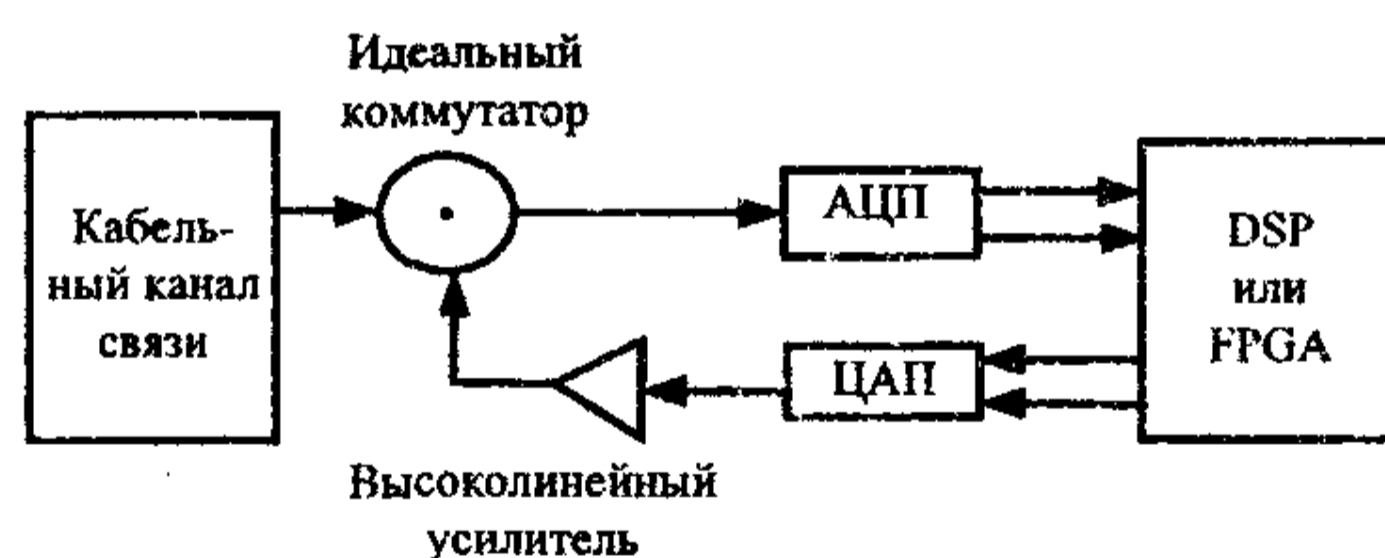 Идеальный
коммутатор
Кабель-
ный канал
связи
АЦП
DSP
или
FPGA
ЦАП
Высоколинейный
усилитель